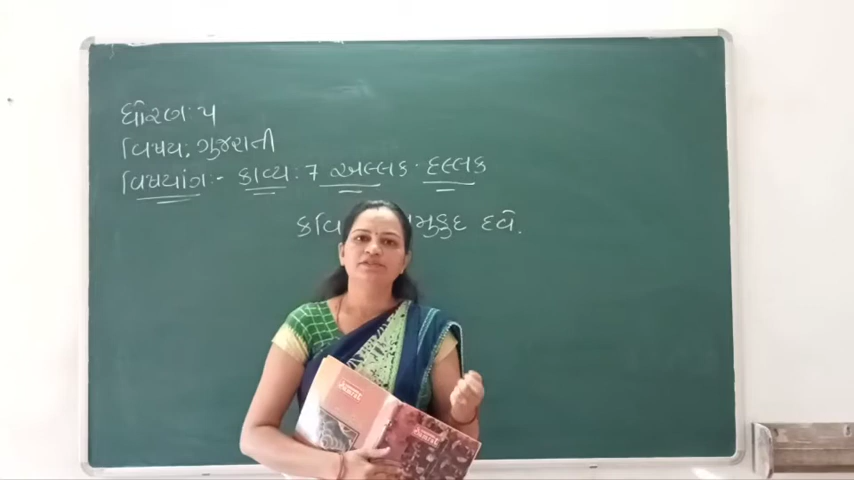 ધોરણ: ૫
વિષય: ગુજરાતી
વિષયાંગ:- કાવ્ય: 7 અલ્લક. દલ્લક
કવિ મુકુંદ દવે.